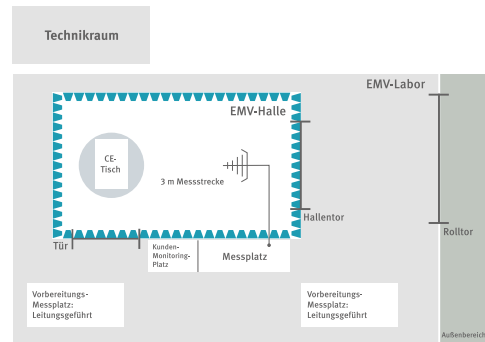 Technikraum
EMV-Labor
EMV-Halle
CE-
Tisch
3 m Messstrecke
Hallentor
Rolltor
Tür
Kunden-
Monitoring-
Platz
Messplatz
Vorbereitungs-
Messplatz:
Leitungsgeführt
Vorbereitungs-
Messplatz:
Leitungsgeführt
Außenbereich